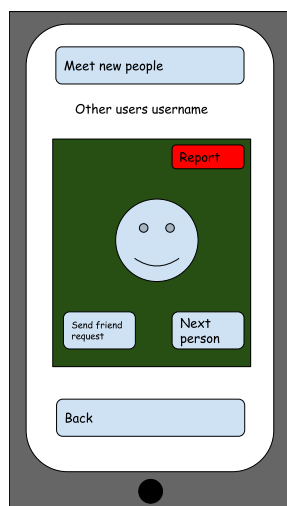 Meet new people
Other users username
Report
Send friend
request
Next
person
Back